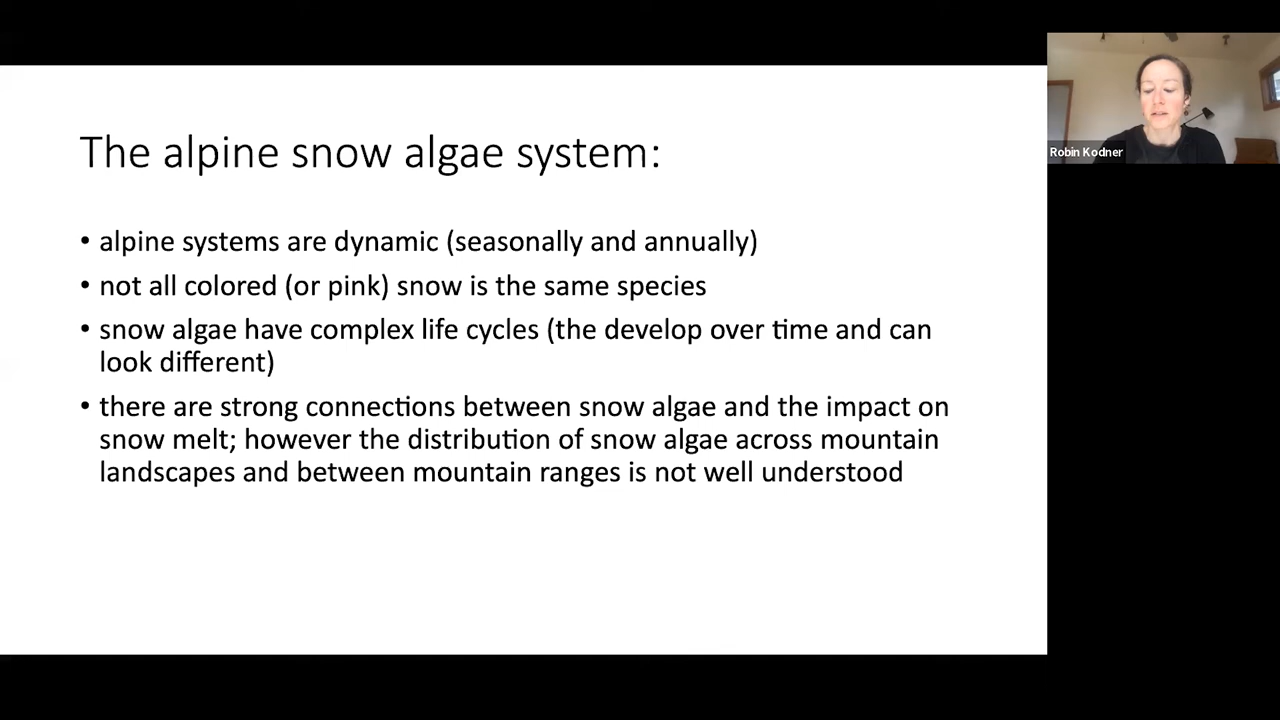 The alpine snow algae system:
• alpine systems are dynamic (seasonally and annually)
• not all colored (or pink) snow is the same species
• snow algae have complex life cycles (the develop over time and can
look different)
• there are strong connections between snow algae and the impact on
snow melt; however the distribution of snow algae across mountain
landscapes and between mountain ranges is not well understood
Robin Kodner